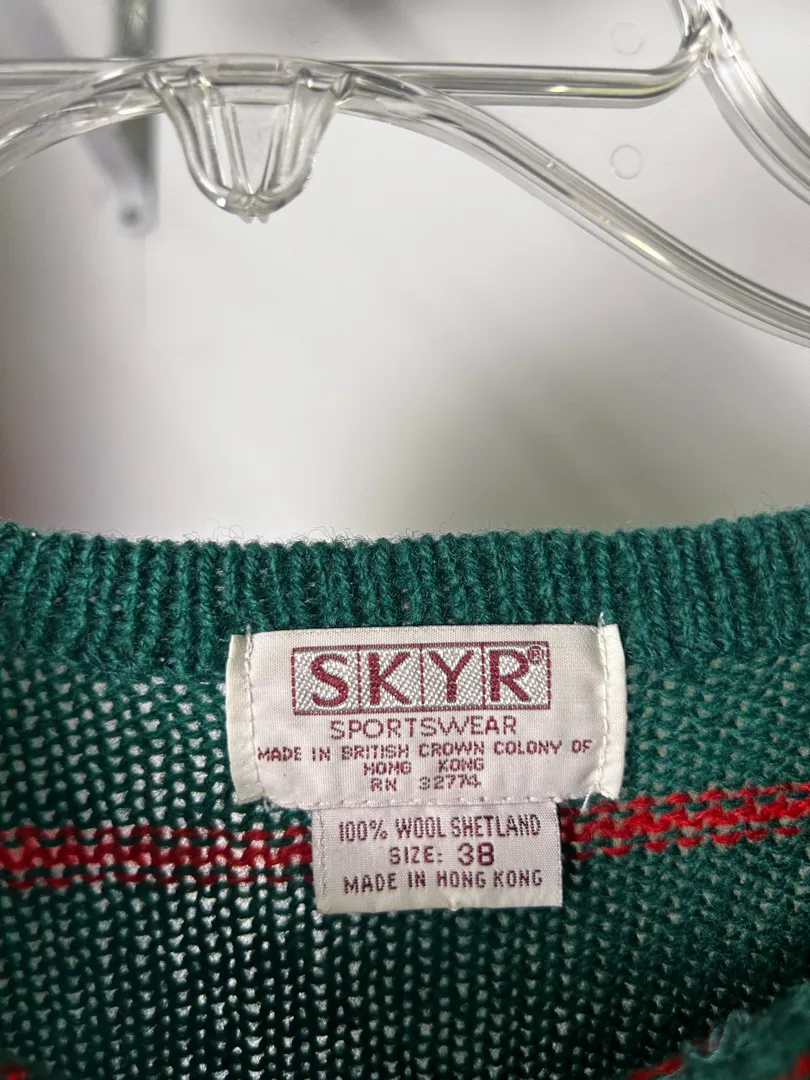 SKYR®
SPORTSWEAR
MADE IN BRITISH CROWN COLONY OF
HONG KONG
RN 32774
100% WOOL SHETLAND
SIZE: 38
MADE IN HONG KONG